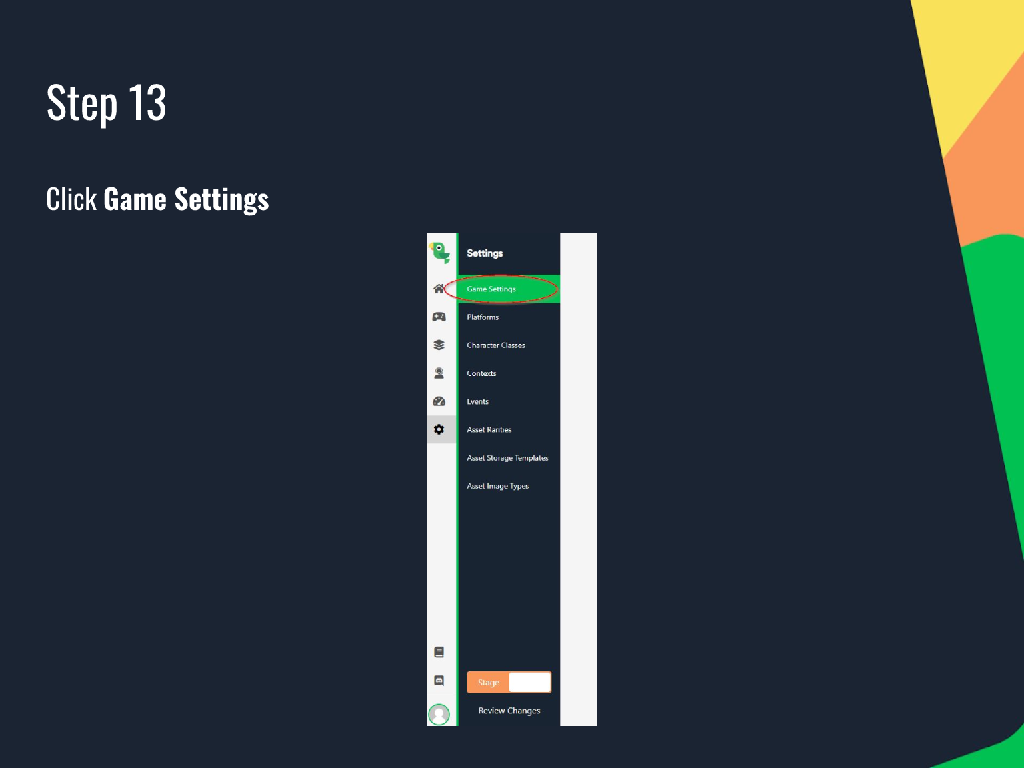 Step 13
Click Game Settings
Settings
Game Settings
Platforms
Character Classes
Contexts
Events
Asset Rarities
Asset Storage Templates
Asset Image Types
Stage
Review Changes